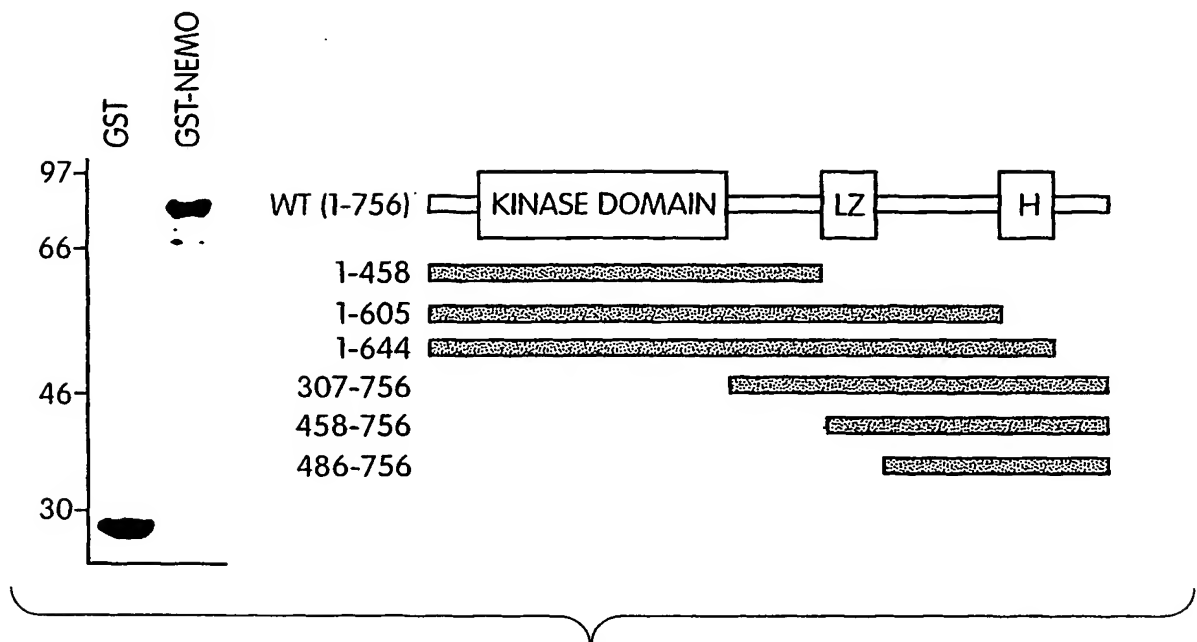 GST
GST-NEMO
97
66
46
30
WT (1-756)
KINASE DOMAIN
LZ
H
1-458
1-605
1-644
307-756
458-756
486-756